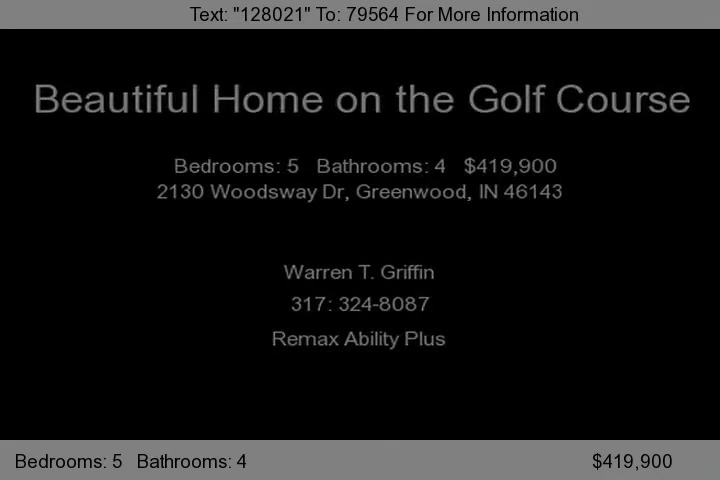 Text: "128021" To: 79564 For More Information
Beautiful Home on the Golf Course
Bedrooms: 5 Bathrooms: 4 $419,900
2130 Woodsway Dr, Greenwood, IN 46143
Warren T. Griffin
317: 324-8087
Remax Ability Plus
Bedrooms: 5 Bathrooms: 4 $419,900